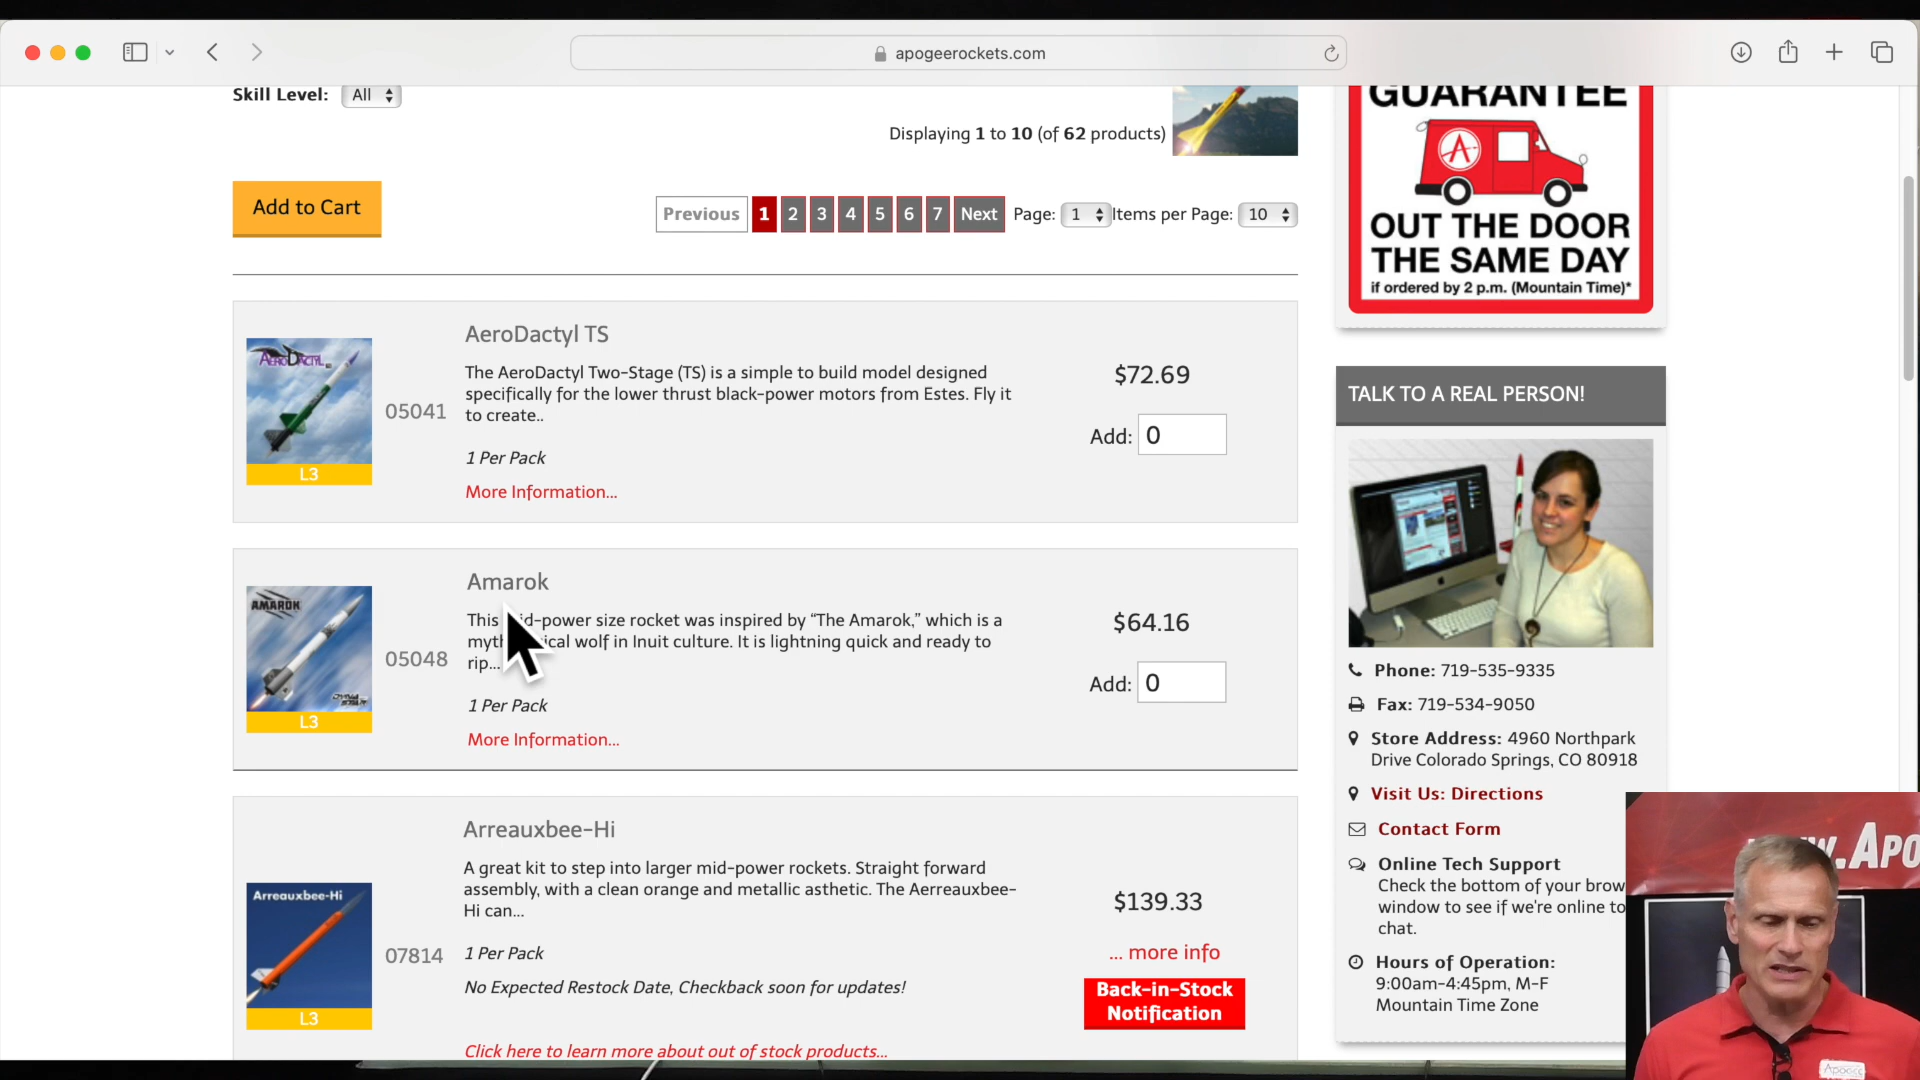 apogeerockets.com
Skill Level: All
Displaying 1 to 10 (of 62 products)
Add to Cart
Previous 1 2 3 4 5 6 7 Next Page: 1 Items per Page: 10
AeroDactyl TS
AERODACTYL
05041
The AeroDactyl Two-Stage (TS) is a simple to build model designed
specifically for the lower thrust black-power motors from Estes. Fly it
to create..
1 Per Pack
More Information...
L3
$72.69
Add: 0
Amarok
AMAROK
05048
This
-power size rocket was inspired by “The Amarok,” which is a
wolf in Inuit culture. It is lightning quick and ready to
rip...
1 Per Pack
More Information...
L3
$64.16
Add: 0
Arreauxbee-Hi
Arreauxbee-Hi
07814
A great kit to step into larger mid-power rockets. Straight forward
assembly, with a clean orange and metallic asthetic. The Aerreauxbee-
Hi can...
1 Per Pack
No Expected Restock Date, Checkback soon for updates!
Click here to learn more about out of stock products...
L3
$139.33
... more info
Back-in-Stock
Notification
GUARANTEE
A
OUT THE DOOR
THE SAME DAY
if ordered by 2 p.m. (Mountain Time)*
TALK TO A REAL PERSON!
Phone: 719-535-9335
Fax: 719-534-9050
Store Address: 4960 Northpark
Drive Colorado Springs, CO 80918
Visit Us: Directions
Contact Form
Online Tech Support
Check the bottom of your brow
window to see if we're online to
chat.
Hours of Operation:
9:00am-4:45pm, M-F
Mountain Time Zone
w.Apo
Apogee